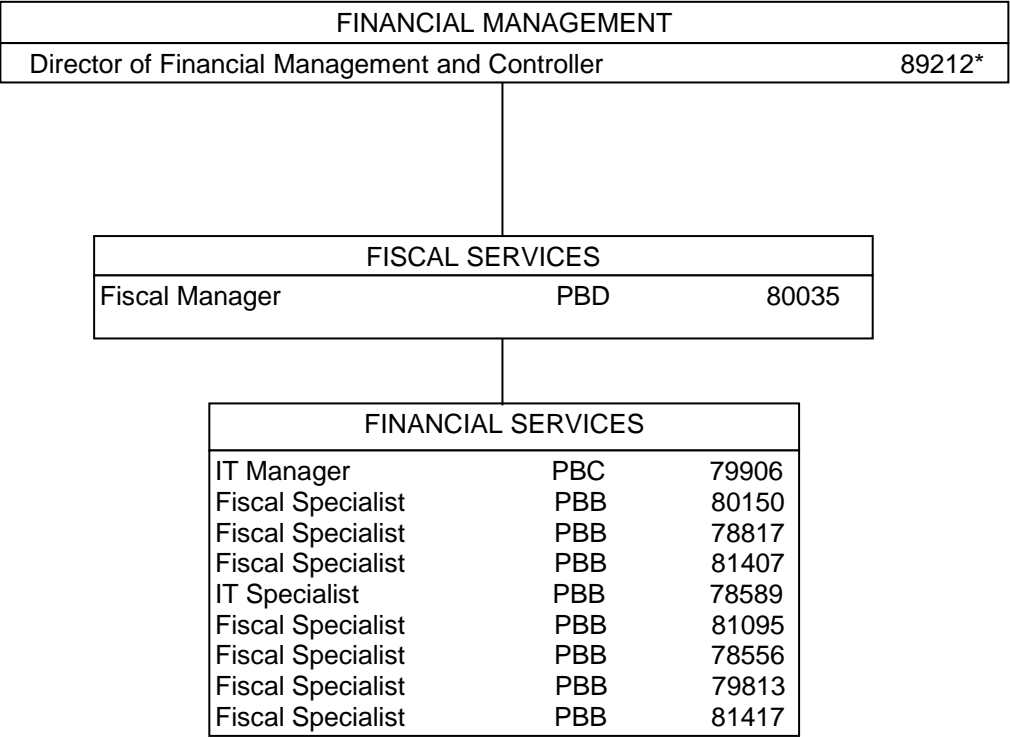 FINANCIAL MANAGEMENT
Director of Financial Management and Controller 89212*
FISCAL SERVICES
Fiscal Manager PBD 80035
FINANCIAL SERVICES
IT Manager PBC 79906
Fiscal Specialist PBB 80150
Fiscal Specialist PBB 78817
Fiscal Specialist PBB 81407
IT Specialist PBB 78589
Fiscal Specialist PBB 81095
Fiscal Specialist PBB 78556
Fiscal Specialist PBB 79813
Fiscal Specialist PBB 81417